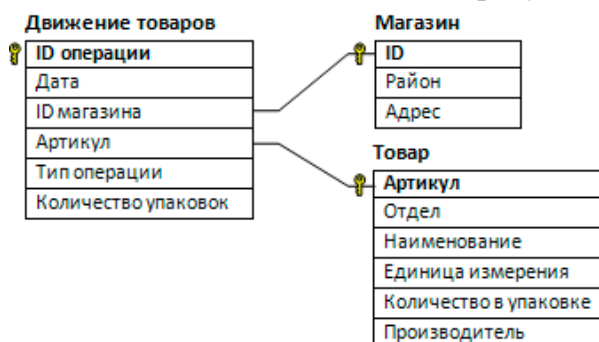 Движение товаров
ID операции
Дата
ID магазина
Артикул
Тип операции
Количество упаковок
Магазин
ID
Район
Адрес
Товар
Артикул
Отдел
Наименование
Единица измерения
Количество в упаковке
Производитель